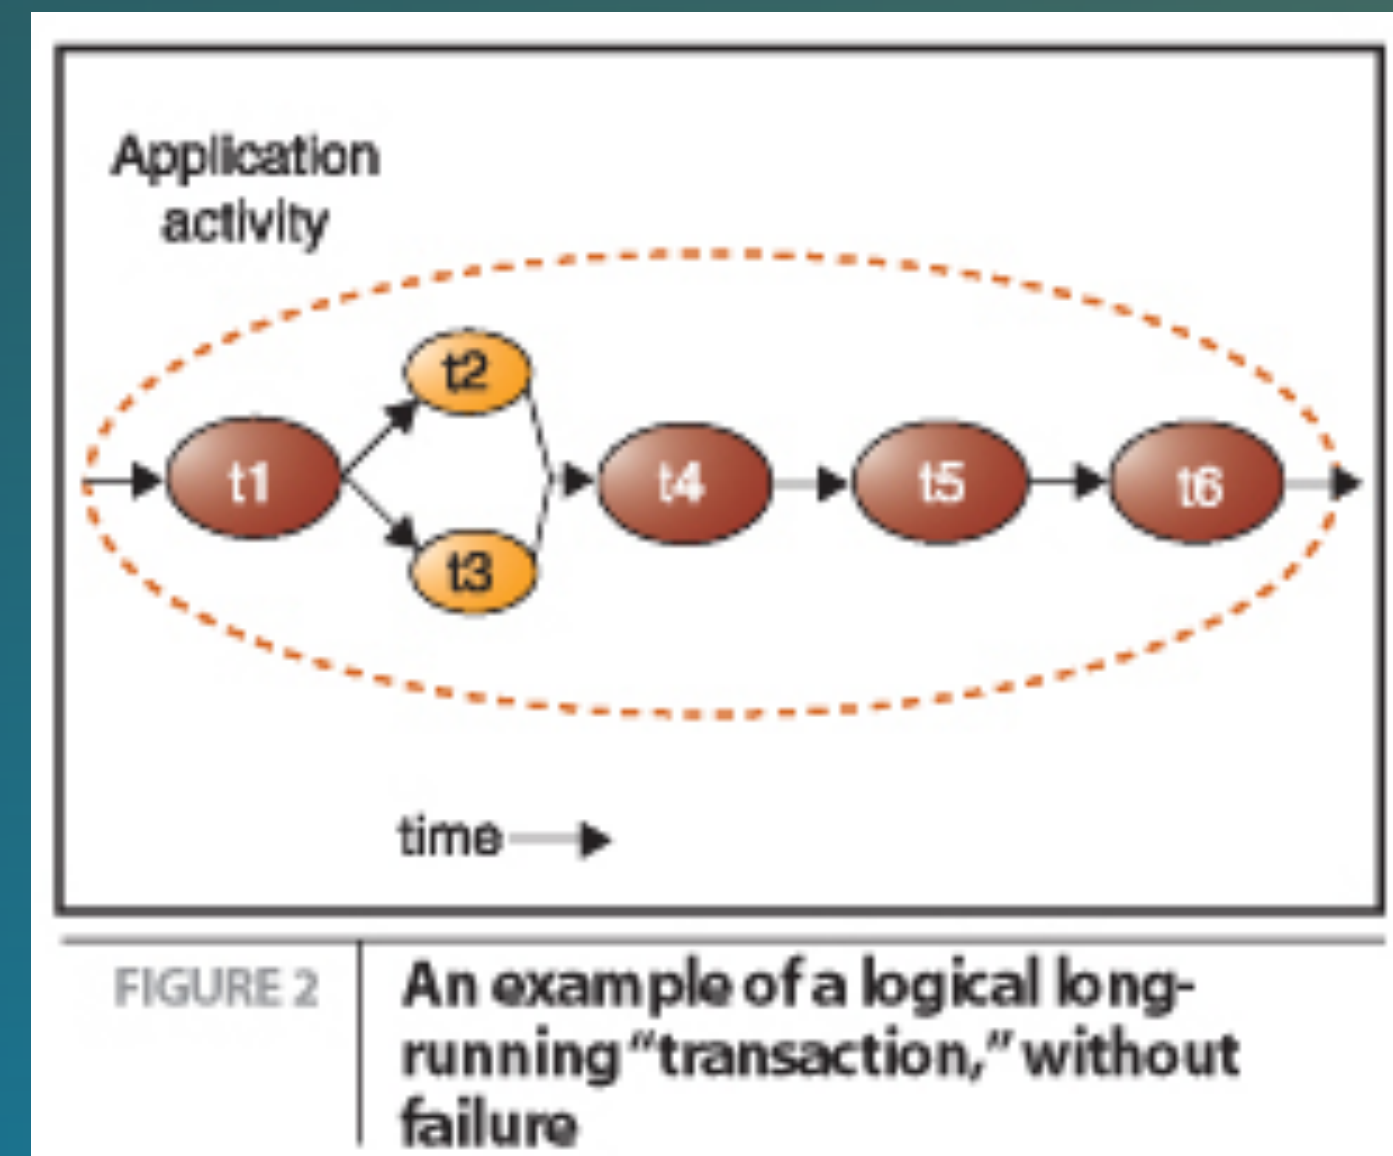 Application
activity
t2
t1
t4
t5
t6
t3
time
FIGURE 2
An example of a logical long-
running “transaction,” without
failure